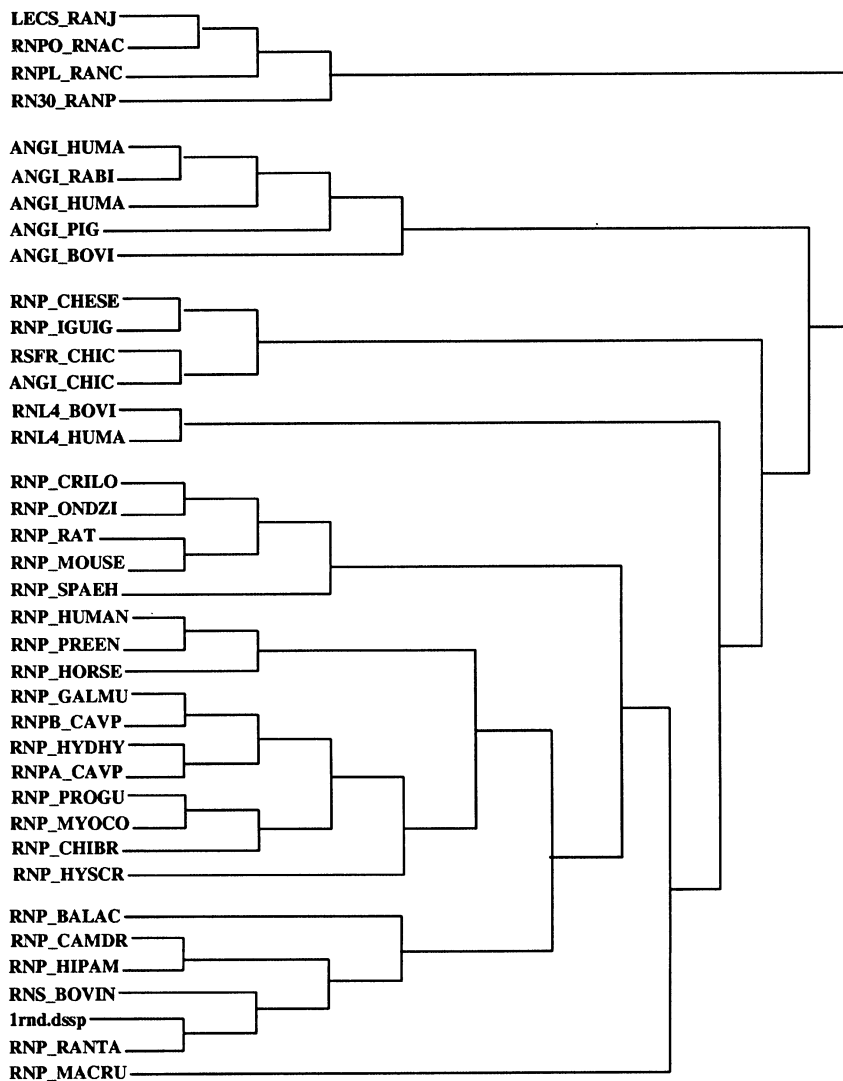 LECS_RANJ
RNPO_RNAC
RNPL_RANC
RN30_RANP
ANGI_HUMA
ANGI_RABI
ANGI_HUMA
ANGI_PIG
ANGI_BOVI
RNP_CHESE
RNP_IGUIG
RSFR_CHIC
ANGI_CHIC
RNL4_BOVI
RNL4_HUMA
RNP_CRILO
RNP_ONDZI
RNP_RAT
RNP_MOUSE
RNP_SPAEH
RNP_HUMAN
RNP_PREEN
RNP_HORSE
RNP_GALMU
RNPB_CAVP
RNP_HYDHY
RNPA_CAVP
RNP_PROGU
RNP_MYOCO
RNP_CHIBR
RNP_HYSCR
RNP_BALAC
RNP_CAMDR
RNP_HIPAM
RNS_BOVIN
1rnd.dssp
RNP_RANTA
RNP_MACRU